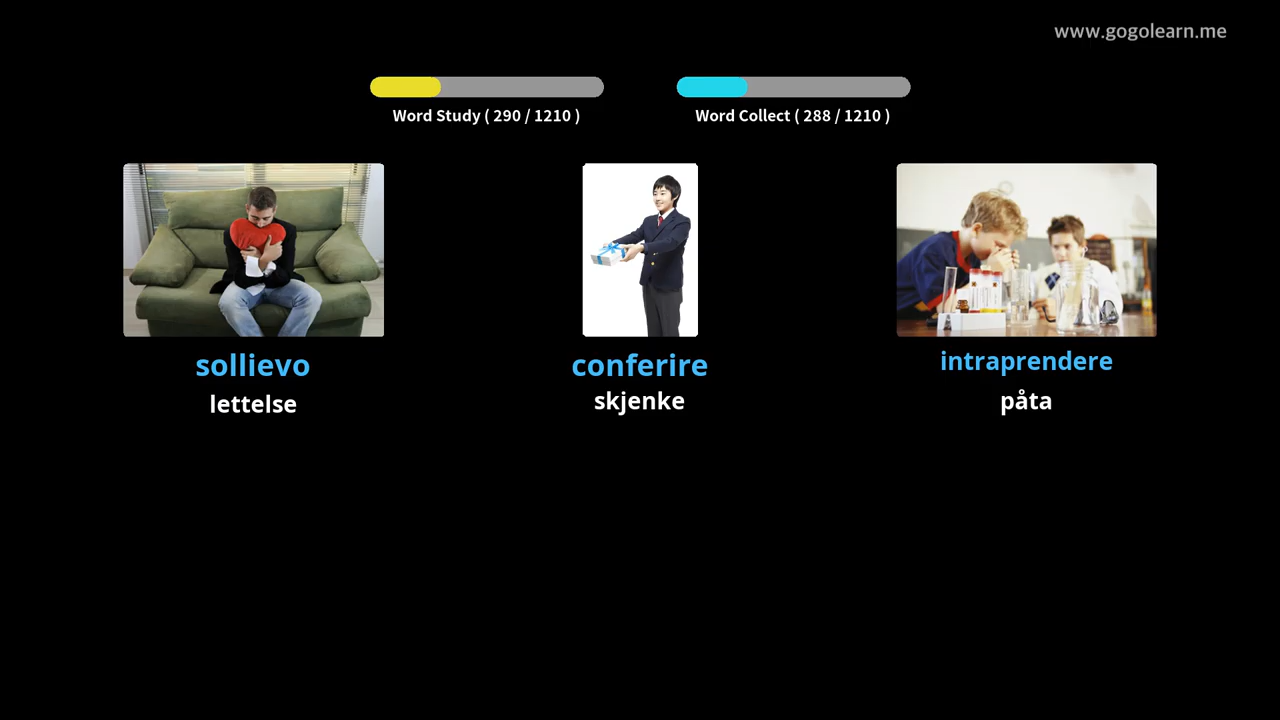 www.gogolearn.me
Word Study ( 290 / 1210 )
Word Collect ( 288 / 1210 )
sollievo
lettelse
conferire
skjenke
intraprendere
påta